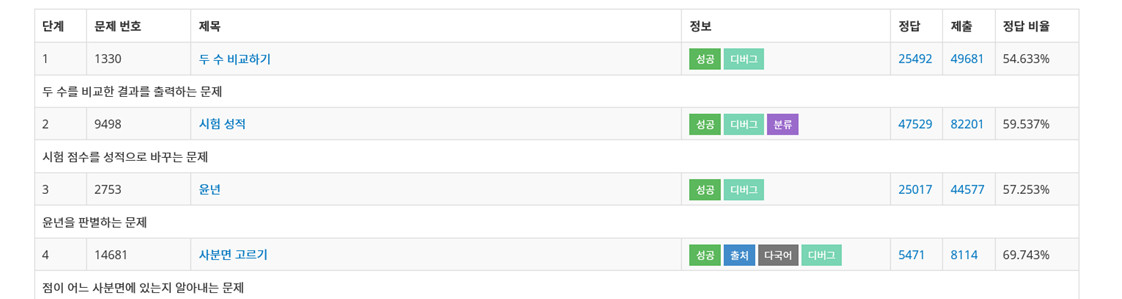 단계 문제 번호 제목 정보 정답 제출 정답 비율
1 1330 두 수 비교하기 성공 디버그 25492 49681 54.633%
두 수를 비교한 결과를 출력하는 문제
2 9498 시험 성적 성공 디버그 분류 47529 82201 59.537%
시험 점수를 성적으로 바꾸는 문제
3 2753 윤년 성공 디버그 25017 44577 57.253%
윤년을 판별하는 문제
4 14681 사분면 고르기 성공 출처 다국어 디버그 5471 8114 69.743%
점이 어느 사분면에 있는지 알아내는 문제